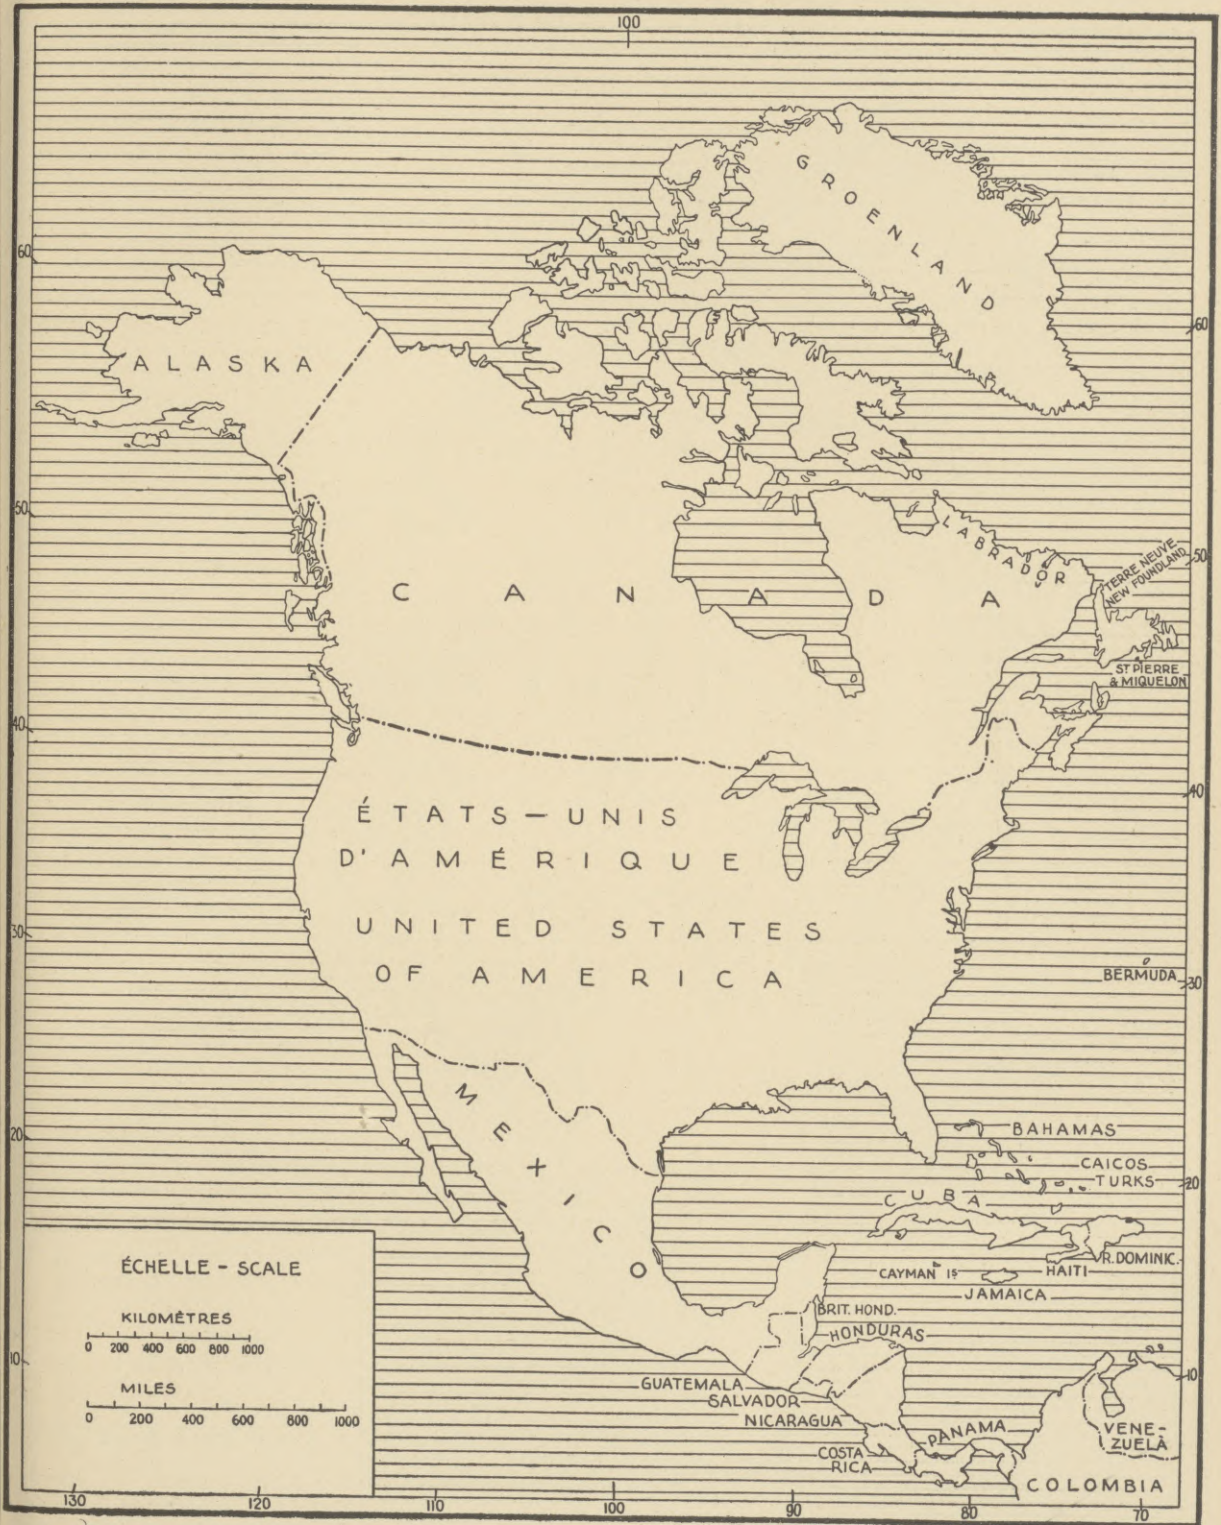 100
GROENLAND
60
60
ALASKA
50
LABRADOR
50
TERRE NEUVE
NEW FOUNDLAND
CANADA
ST PIERRE
& MIQUELON
40
40
ÉTATS-UNIS
D'AMÉRIQUE
UNITED STATES
OF AMERICA
30
BERMUDA
30
MEXICO
20
BAHAMAS
CAICOS
TURKS
20
CUBA
R. DOMINIC.
HAITI
CAYMAN IS
JAMAICA
BRIT. HOND.
HONDURAS
ÉCHELLE - SCALE
KILOMÈTRES
0 200 400 600 800 1000
MILES
0 200 400 600 800 1000
10
10
GUATEMALA
SALVADOR
NICARAGUA
COSTA
RICA
PANAMA
VENE-
ZUELA
COLOMBIA
130 120 110 100 90 80 70